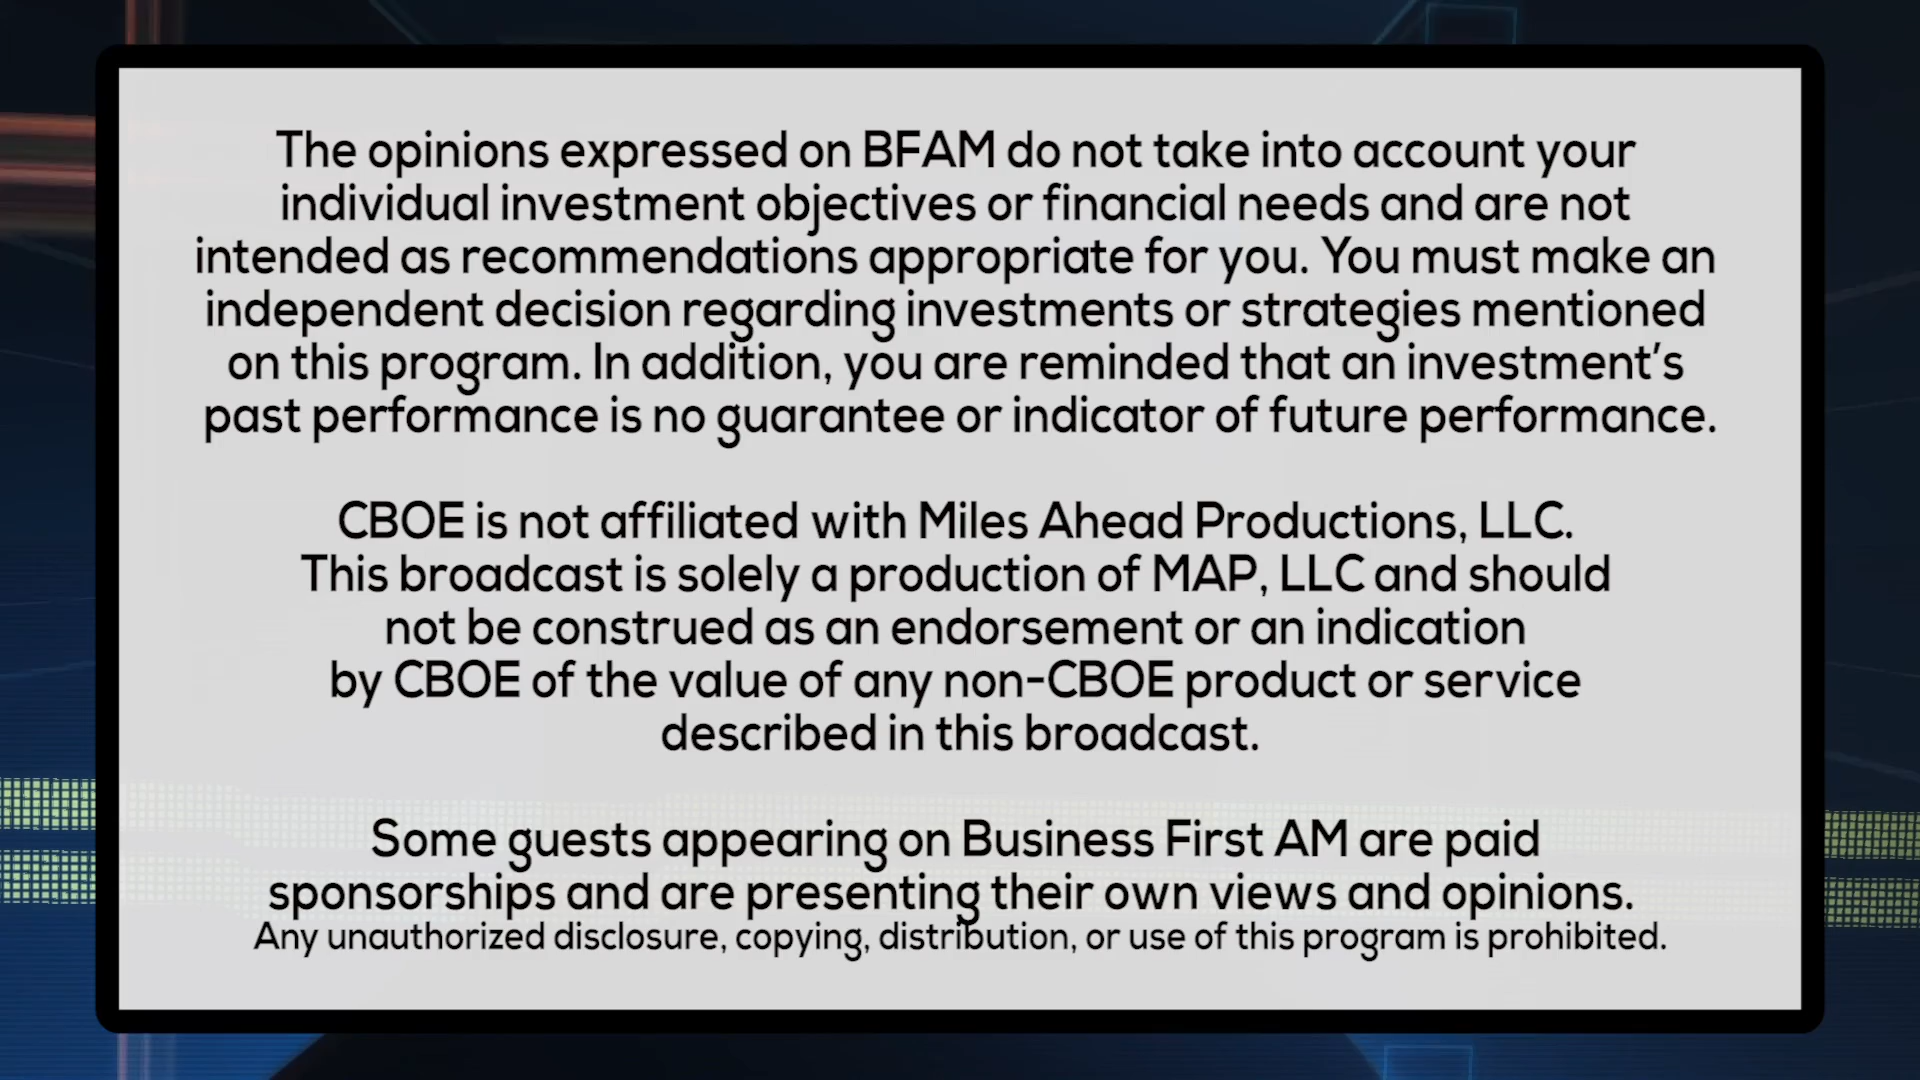 The opinions expressed on BFAM do not take into account your
individual investment objectives or financial needs and are not
intended as recommendations appropriate for you. You must make an
independent decision regarding investments or strategies mentioned
on this program. In addition, you are reminded that an investment’s
past performance is no guarantee or indicator of future performance.
CBOE is not affiliated with Miles Ahead Productions, LLC.
This broadcast is solely a production of MAP, LLC and should
not be construed as an endorsement or an indication
by CBOE of the value of any non-CBOE product or service
described in this broadcast.
Some guests appearing on Business First AM are paid
sponsorships and are presenting their own views and opinions.
Any unauthorized disclosure, copying, distribution, or use of this program is prohibited.